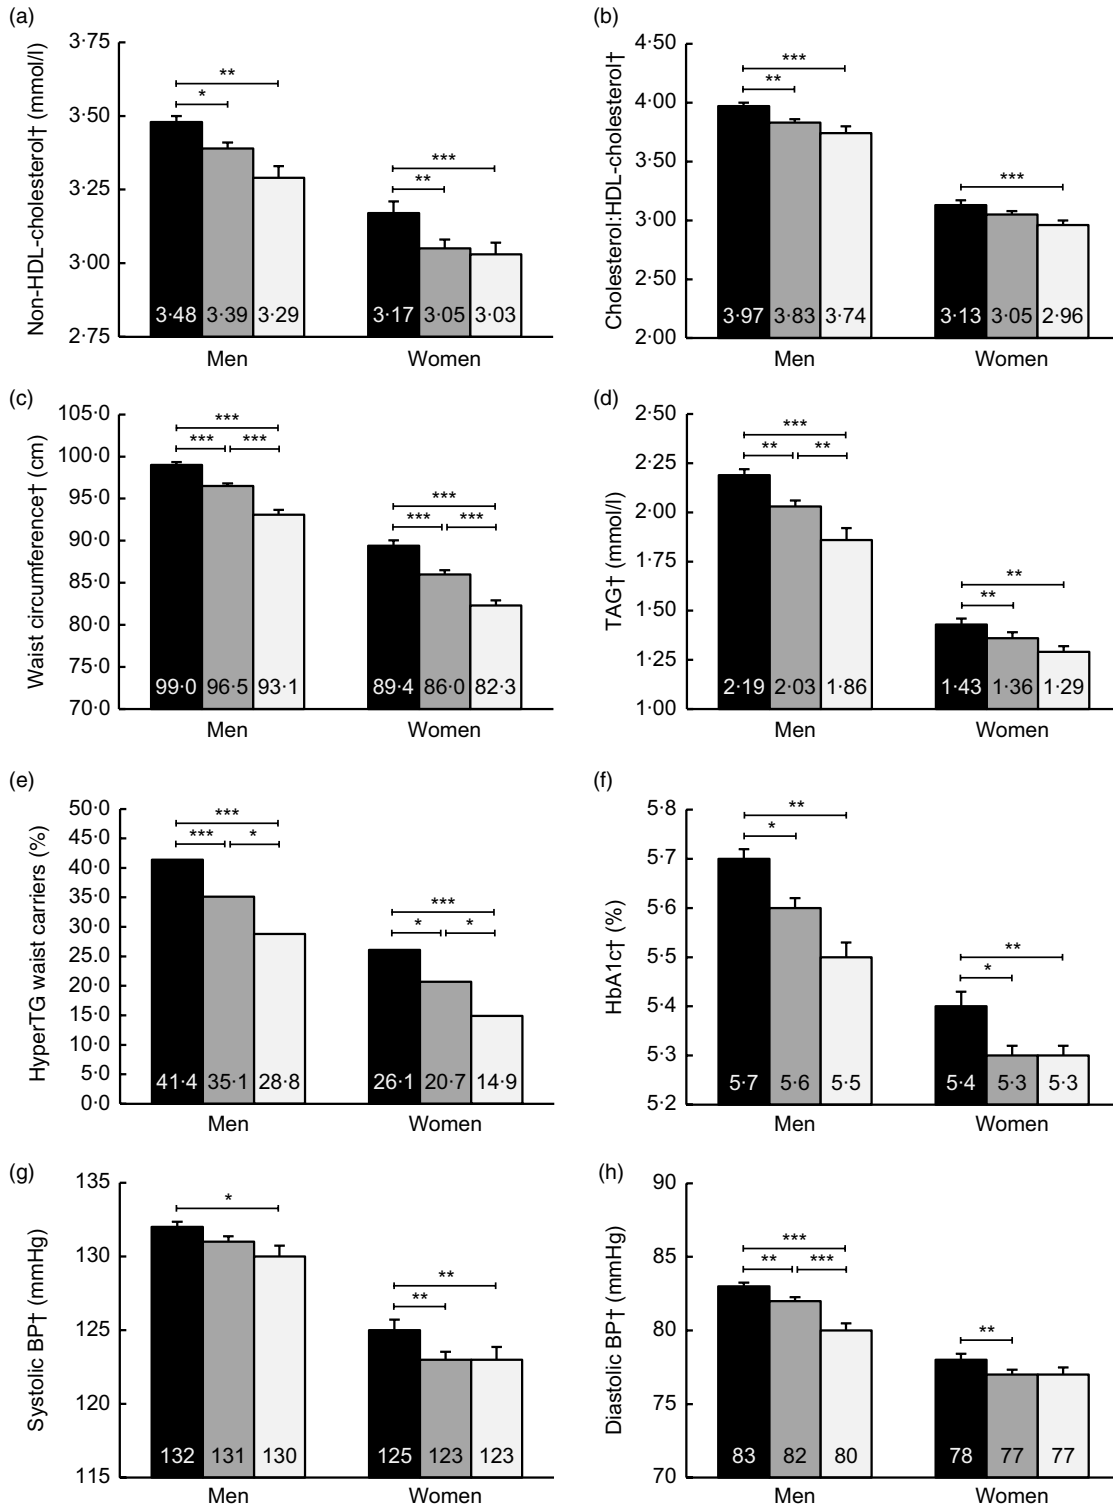 (a)
Non-HDL-cholesterol† (mmol/l)
3·75
3·50
3·25
3·00
2·75
** 
*
***
**
3·48 3·39 3·29 3·17 3·05 3·03
Men Women
(b)
Cholesterol:HDL-cholesterol†
4·50
4·00
3·50
3·00
2·50
2·00
***
**
***
3·97 3·83 3·74 3·13 3·05 2·96
Men Women
(c)
Waist circumference† (cm)
105·0
100·0
95·0
90·0
85·0
80·0
75·0
70·0
***
*** ***
***
*** ***
99·0 96·5 93·1 89·4 86·0 82·3
Men Women
(d)
TAG† (mmol/l)
2·50
2·25
2·00
1·75
1·50
1·25
1·00
***
** **
**
**
2·19 2·03 1·86 1·43 1·36 1·29
Men Women
(e)
HyperTG waist carriers (%)
50·0
45·0
40·0
35·0
30·0
25·0
20·0
15·0
10·0
5·0
0·0
***
*** *
***
* *
41·4 35·1 28·8 26·1 20·7 14·9
Men Women
(f)
HbA1c† (%)
5·8
5·7
5·6
5·5
5·4
5·3
5·2
**
*
**
*
5·7 5·6 5·5 5·4 5·3 5·3
Men Women
(g)
Systolic BP† (mmHg)
135
130
125
120
115
*
**
**
132 131 130 125 123 123
Men Women
(h)
Diastolic BP† (mmHg)
90
85
80
75
70
***
** ***
**
83 82 80 78 77 77
Men Women